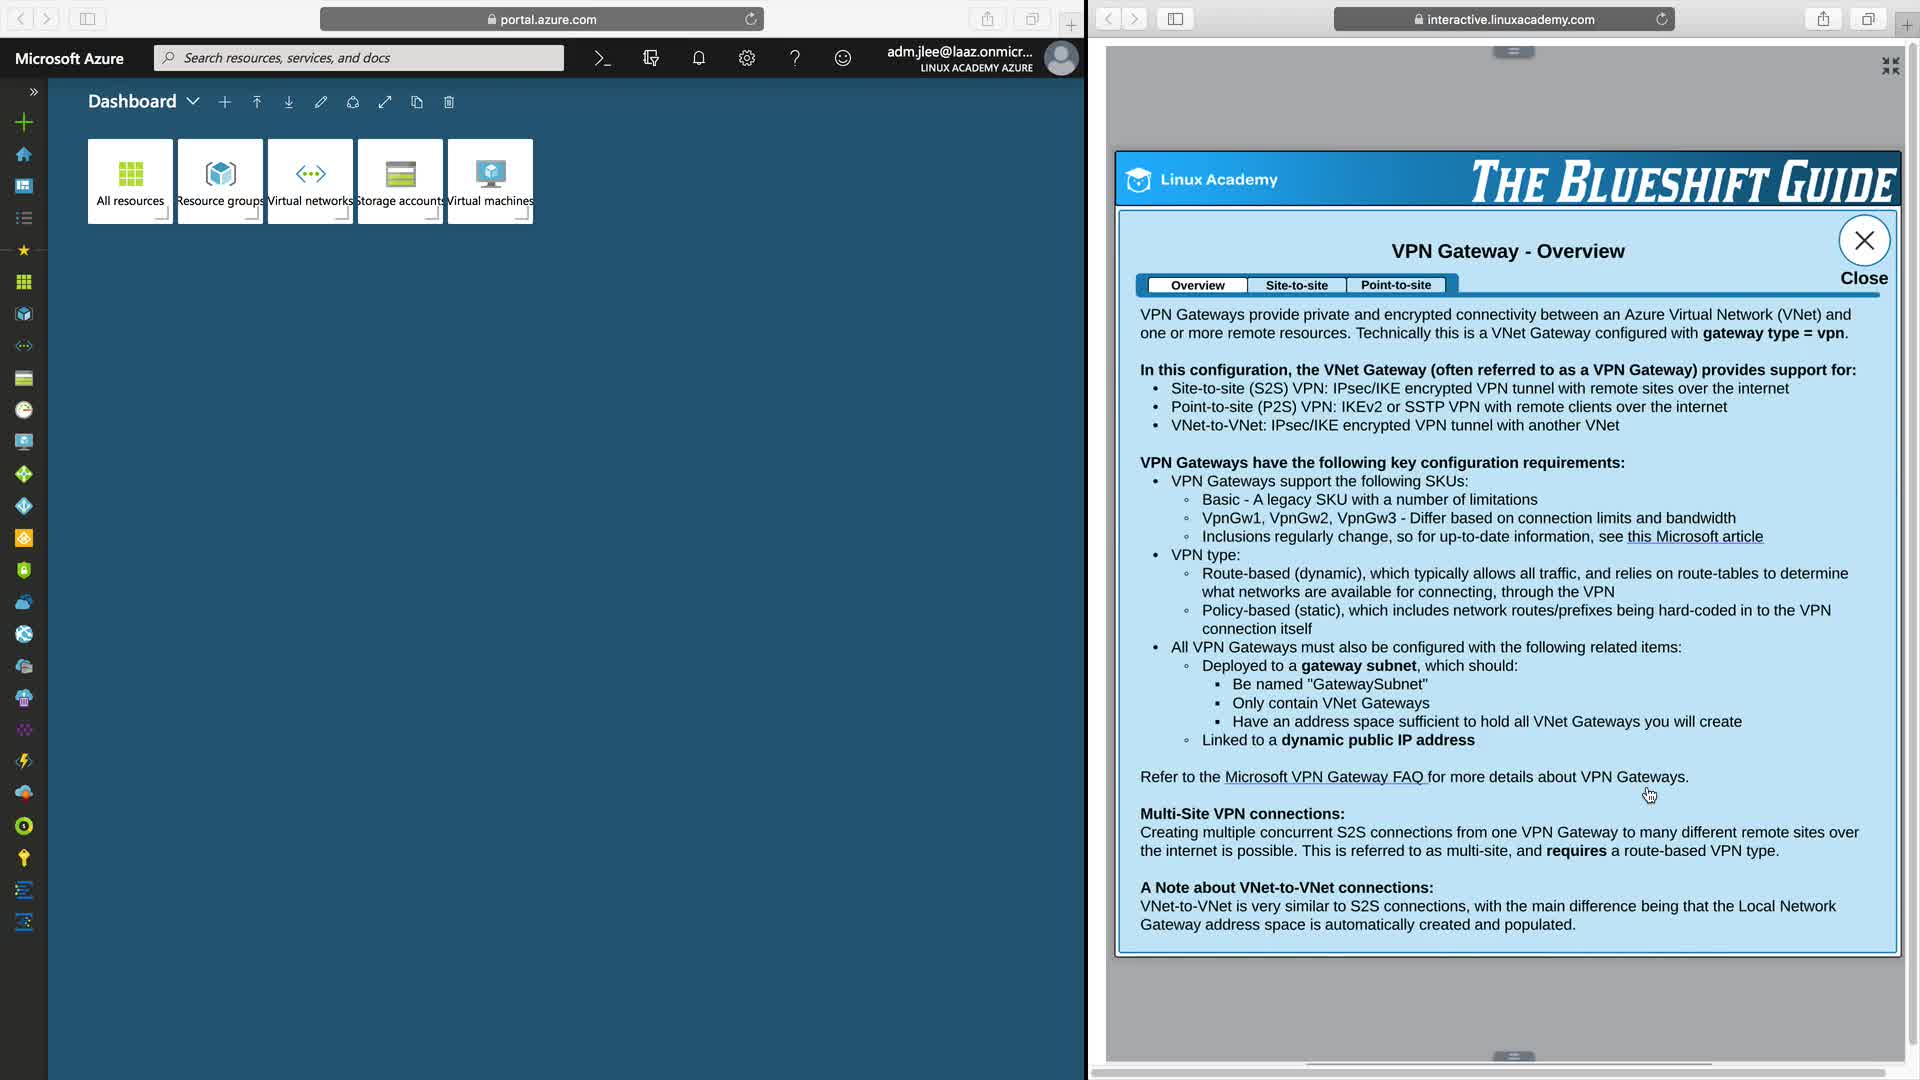 portal.azure.com
Microsoft Azure
Search resources, services, and docs
adm.jlee@laaz.onmicr...
LINUX ACADEMY AZURE
Dashboard
All resources
Resource groups
Virtual networks
Storage accounts
Virtual machines
interactive.linuxacademy.com
Linux Academy
THE BLUESHIFT GUIDE
VPN Gateway - Overview
Close
Overview
Site-to-site
Point-to-site
VPN Gateways provide private and encrypted connectivity between an Azure Virtual Network (VNet) and
one or more remote resources. Technically this is a VNet Gateway configured with gateway type = vpn.
In this configuration, the VNet Gateway (often referred to as a VPN Gateway) provides support for:
• Site-to-site (S2S) VPN: IPsec/IKE encrypted VPN tunnel with remote sites over the internet
• Point-to-site (P2S) VPN: IKEv2 or SSTP VPN with remote clients over the internet
• VNet-to-VNet: IPsec/IKE encrypted VPN tunnel with another VNet
VPN Gateways have the following key configuration requirements:
• VPN Gateways support the following SKUs:
◦ Basic - A legacy SKU with a number of limitations
◦ VpnGw1, VpnGw2, VpnGw3 - Differ based on connection limits and bandwidth
◦ Inclusions regularly change, so for up-to-date information, see this Microsoft article
• VPN type:
◦ Route-based (dynamic), which typically allows all traffic, and relies on route-tables to determine
what networks are available for connecting, through the VPN
◦ Policy-based (static), which includes network routes/prefixes being hard-coded in to the VPN
connection itself
• All VPN Gateways must also be configured with the following related items:
◦ Deployed to a gateway subnet, which should:
▪ Be named "GatewaySubnet"
▪ Only contain VNet Gateways
▪ Have an address space sufficient to hold all VNet Gateways you will create
◦ Linked to a dynamic public IP address
Refer to the Microsoft VPN Gateway FAQ for more details about VPN Gateways.
Multi-Site VPN connections:
Creating multiple concurrent S2S connections from one VPN Gateway to many different remote sites over
the internet is possible. This is referred to as multi-site, and requires a route-based VPN type.
A Note about VNet-to-VNet connections:
VNet-to-VNet is very similar to S2S connections, with the main difference being that the Local Network
Gateway address space is automatically created and populated.